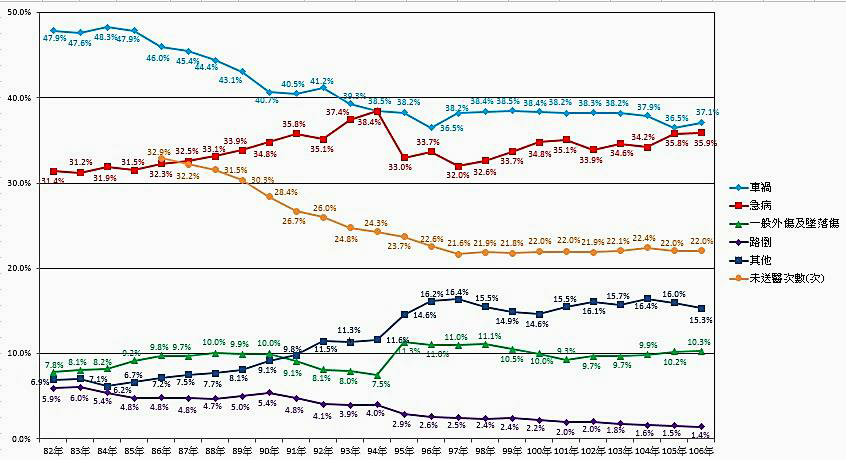 50.0%
40.0%
30.0%
20.0%
10.0%
0.0%
47.9% 47.6% 48.3% 47.9% 46.0% 45.4% 44.4% 43.1% 40.7% 40.5% 41.2% 39.3% 38.5% 38.2% 36.5% 38.2% 38.4% 38.5% 38.4% 38.2% 38.3% 38.2% 37.9% 36.5% 37.1%
31.4% 31.2% 31.9% 31.5% 32.3% 32.5% 33.1% 33.9% 34.8% 35.8% 35.1% 37.4% 38.4% 33.0% 33.7% 32.0% 32.6% 33.7% 34.8% 35.1% 33.9% 34.6% 34.2% 35.8% 35.9%
32.9% 32.2% 31.5% 30.3% 28.4% 26.7% 26.0% 24.8% 24.3% 23.7% 22.6% 21.6% 21.9% 21.8% 22.0% 22.0% 21.9% 22.1% 22.4% 22.0% 22.0%
6.9% 7.1% 6.2% 6.7% 7.2% 7.5% 7.7% 8.1% 9.1% 9.8% 11.5% 11.3% 11.6% 14.6% 16.2% 16.4% 15.5% 14.9% 14.6% 15.5% 16.1% 15.7% 16.4% 16.0% 15.3%
7.8% 8.1% 8.2% 9.2% 9.8% 9.7% 10.0% 9.9% 10.0% 9.1% 8.1% 8.0% 7.5% 11.3% 11.0% 11.0% 11.1% 10.5% 10.0% 9.3% 9.7% 9.7% 9.9% 10.2% 10.3%
5.9% 6.0% 5.4% 4.8% 4.8% 4.8% 4.7% 5.0% 5.4% 4.8% 4.1% 3.9% 4.0% 2.9% 2.6% 2.5% 2.4% 2.4% 2.2% 2.0% 2.0% 1.8% 1.6% 1.5% 1.4%
82年 83年 84年 85年 86年 87年 88年 89年 90年 91年 92年 93年 94年 95年 96年 97年 98年 99年 100年 101年 102年 103年 104年 105年 106年
車禍
急病
一般外傷及墜落傷
路倒
其他
未送醫次數(次)